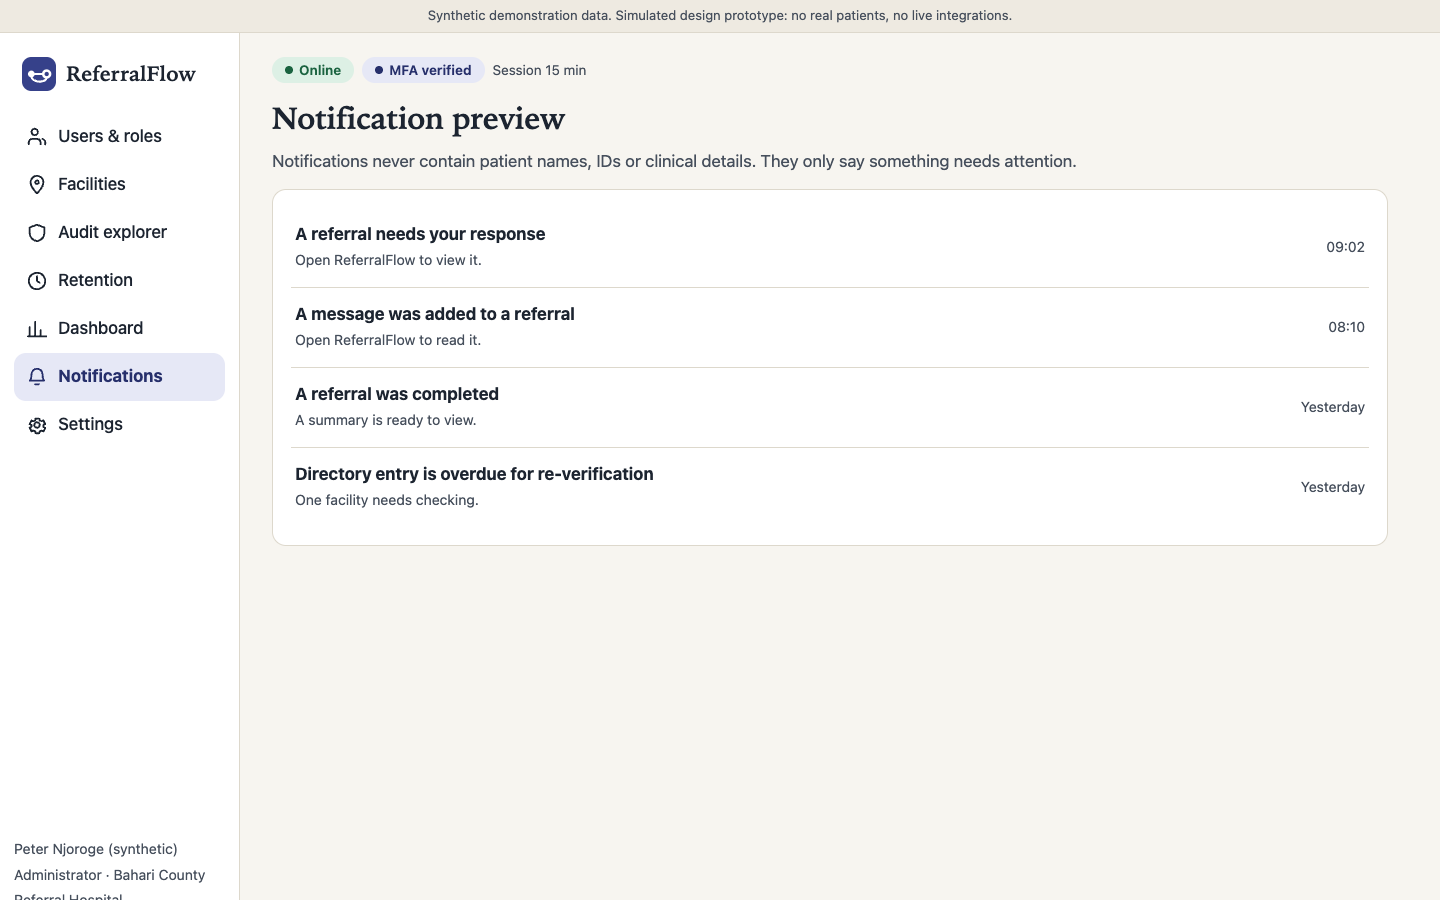 Synthetic demonstration data. Simulated design prototype: no real patients, no live integrations.
ReferralFlow
Users & roles
Facilities
Audit explorer
Retention
Dashboard
Notifications
Settings
Peter Njoroge (synthetic)
Administrator · Bahari County
Referral Hospital
Online
MFA verified
Session 15 min
Notification preview
Notifications never contain patient names, IDs or clinical details. They only say something needs attention.
A referral needs your response
Open ReferralFlow to view it.
09:02
A message was added to a referral
Open ReferralFlow to read it.
08:10
A referral was completed
A summary is ready to view.
Yesterday
Directory entry is overdue for re-verification
One facility needs checking.
Yesterday